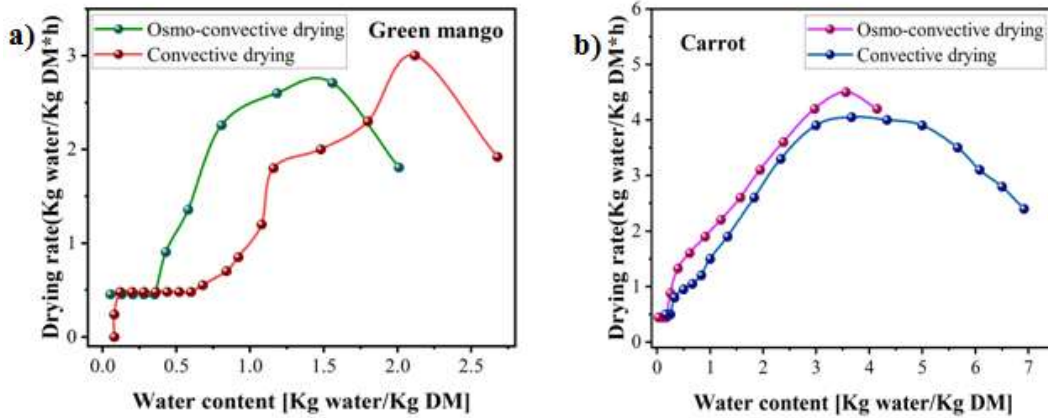 a)
Osmo-convective drying
Convective drying
Green mango
Drying rate(Kg water/Kg DM*h)
3
2
1
0
0.0 0.5 1.0 1.5 2.0 2.5
Water content [Kg water/Kg DM]
b)
Carrot
Osmo-convective drying
Convective drying
Drying rate(Kg water/Kg DM*h)
6
5
4
3
2
1
0
0 1 2 3 4 5 6 7
Water content [Kg water/Kg DM]